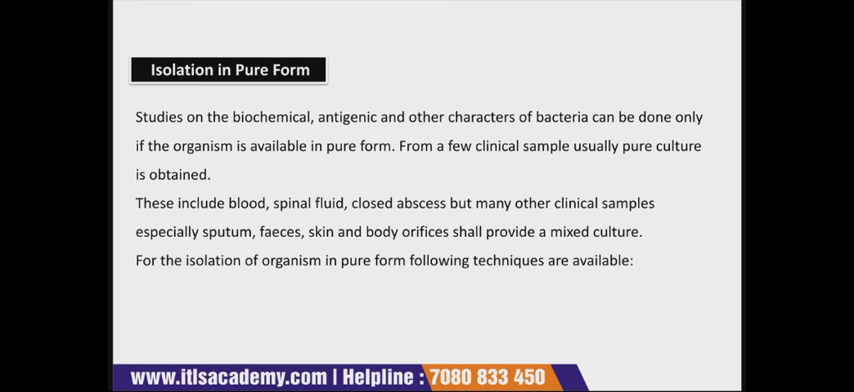 Isolation in Pure Form
Studies on the biochemical, antigenic and other characters of bacteria can be done only
if the organism is available in pure form. From a few clinical sample usually pure culture
is obtained.
These include blood, spinal fluid, closed abscess but many other clinical samples
especially sputum, faeces, skin and body orifices shall provide a mixed culture.
For the isolation of organism in pure form following techniques are available:
www.itlsacademy.com | Helpline : 7080 833 450